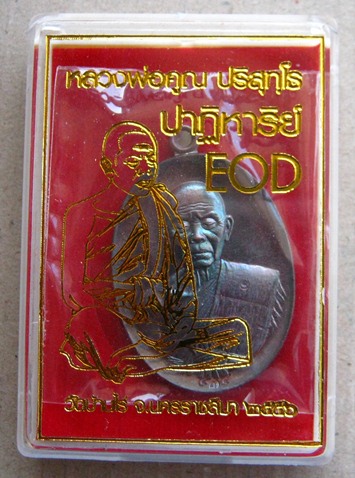 หลวงพ่อคูณ ปริสุทฺโธ
ปาฏิหาริย์
EOD
วัดบ้านไร่ จ.นครราชสีมา ๒๕๕๖